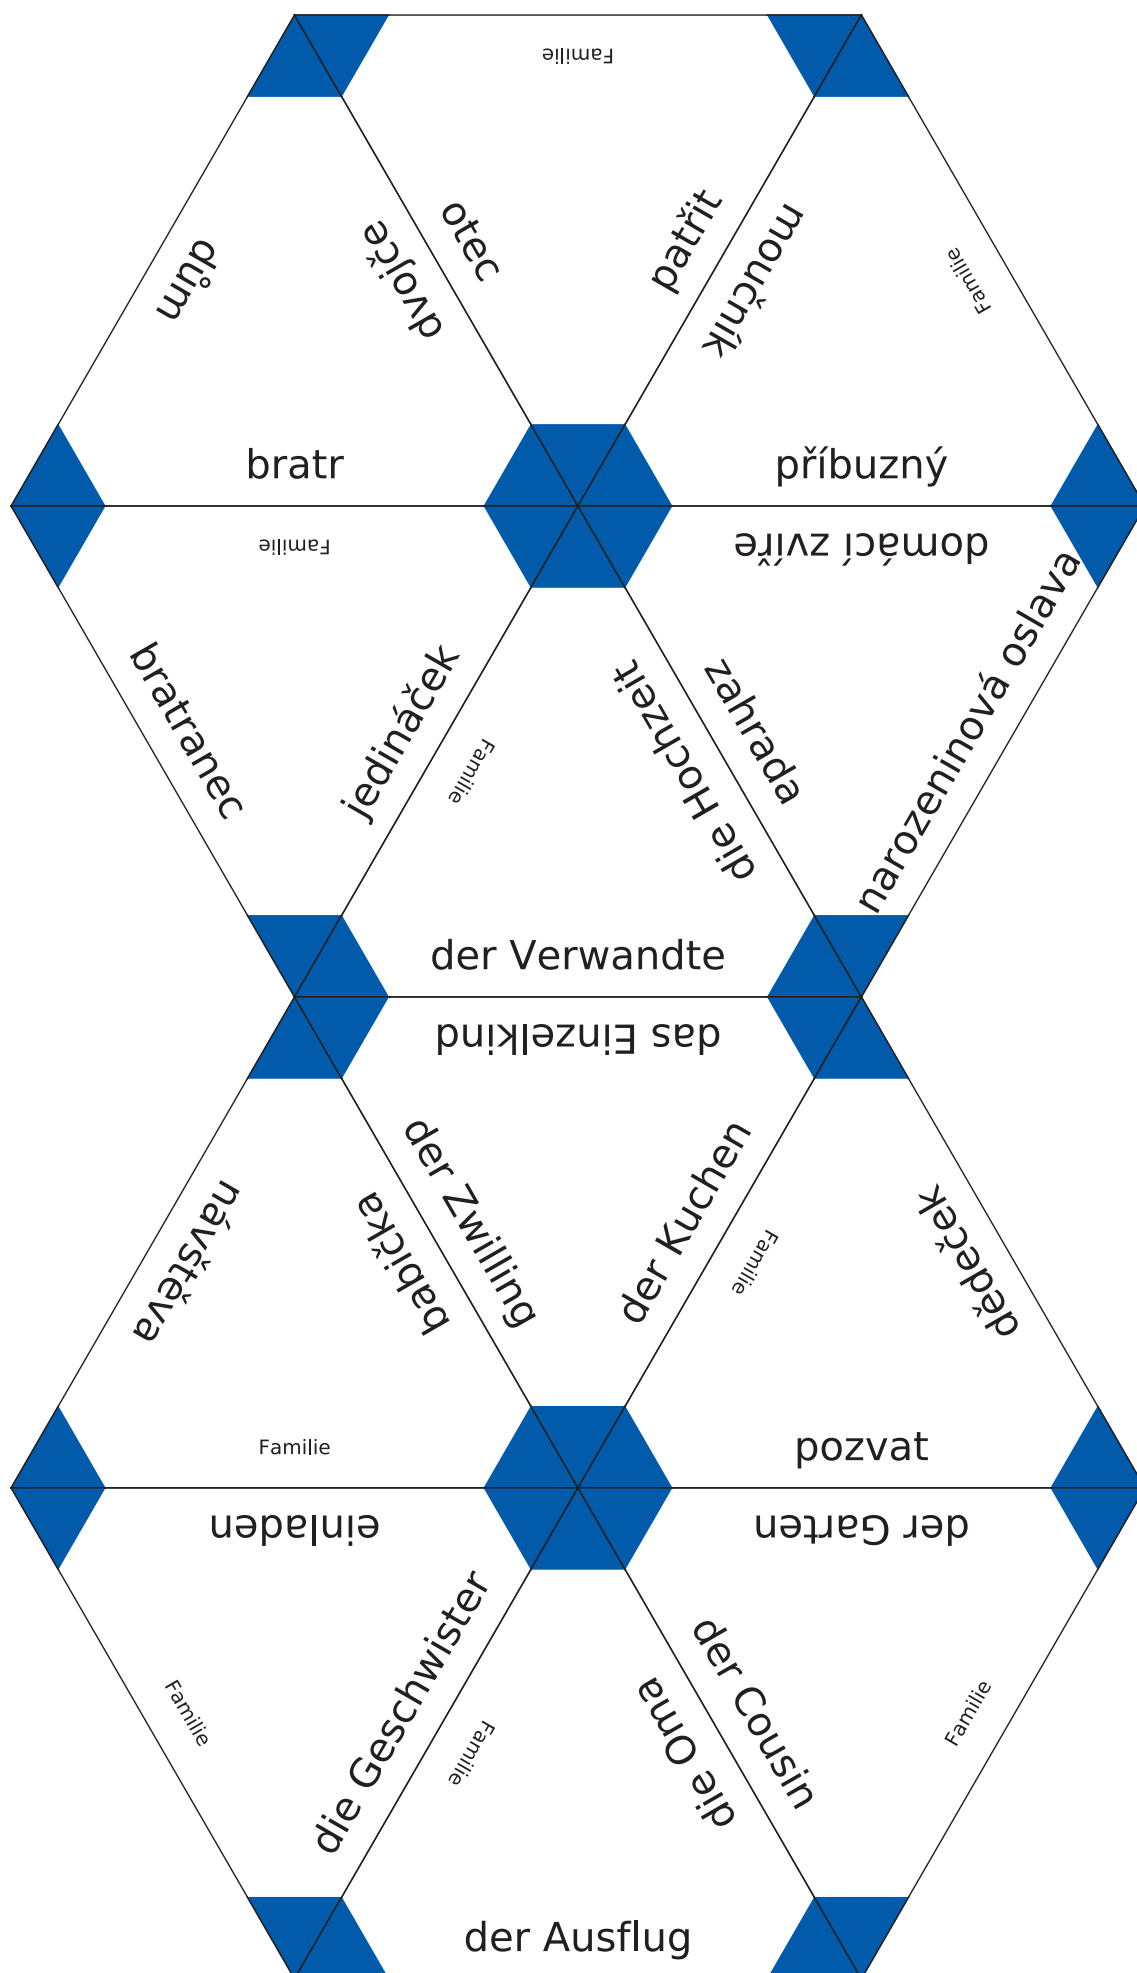 Familie
otec
patřit
dům
dvojče
moučník
Familie
bratr
příbuzný
Familie
domácí zvíře
bratranec
jedináček
Familie
die Hochzeit
zahrada
narozeninová oslava
der Verwandte
das Einzelkind
der Zwilling
der Kuchen
návštěva
babička
Familie
dědeček
Familie
pozvat
einladen
der Garten
Familie
die Geschwister
Familie
die Oma
der Cousin
Familie
der Ausflug